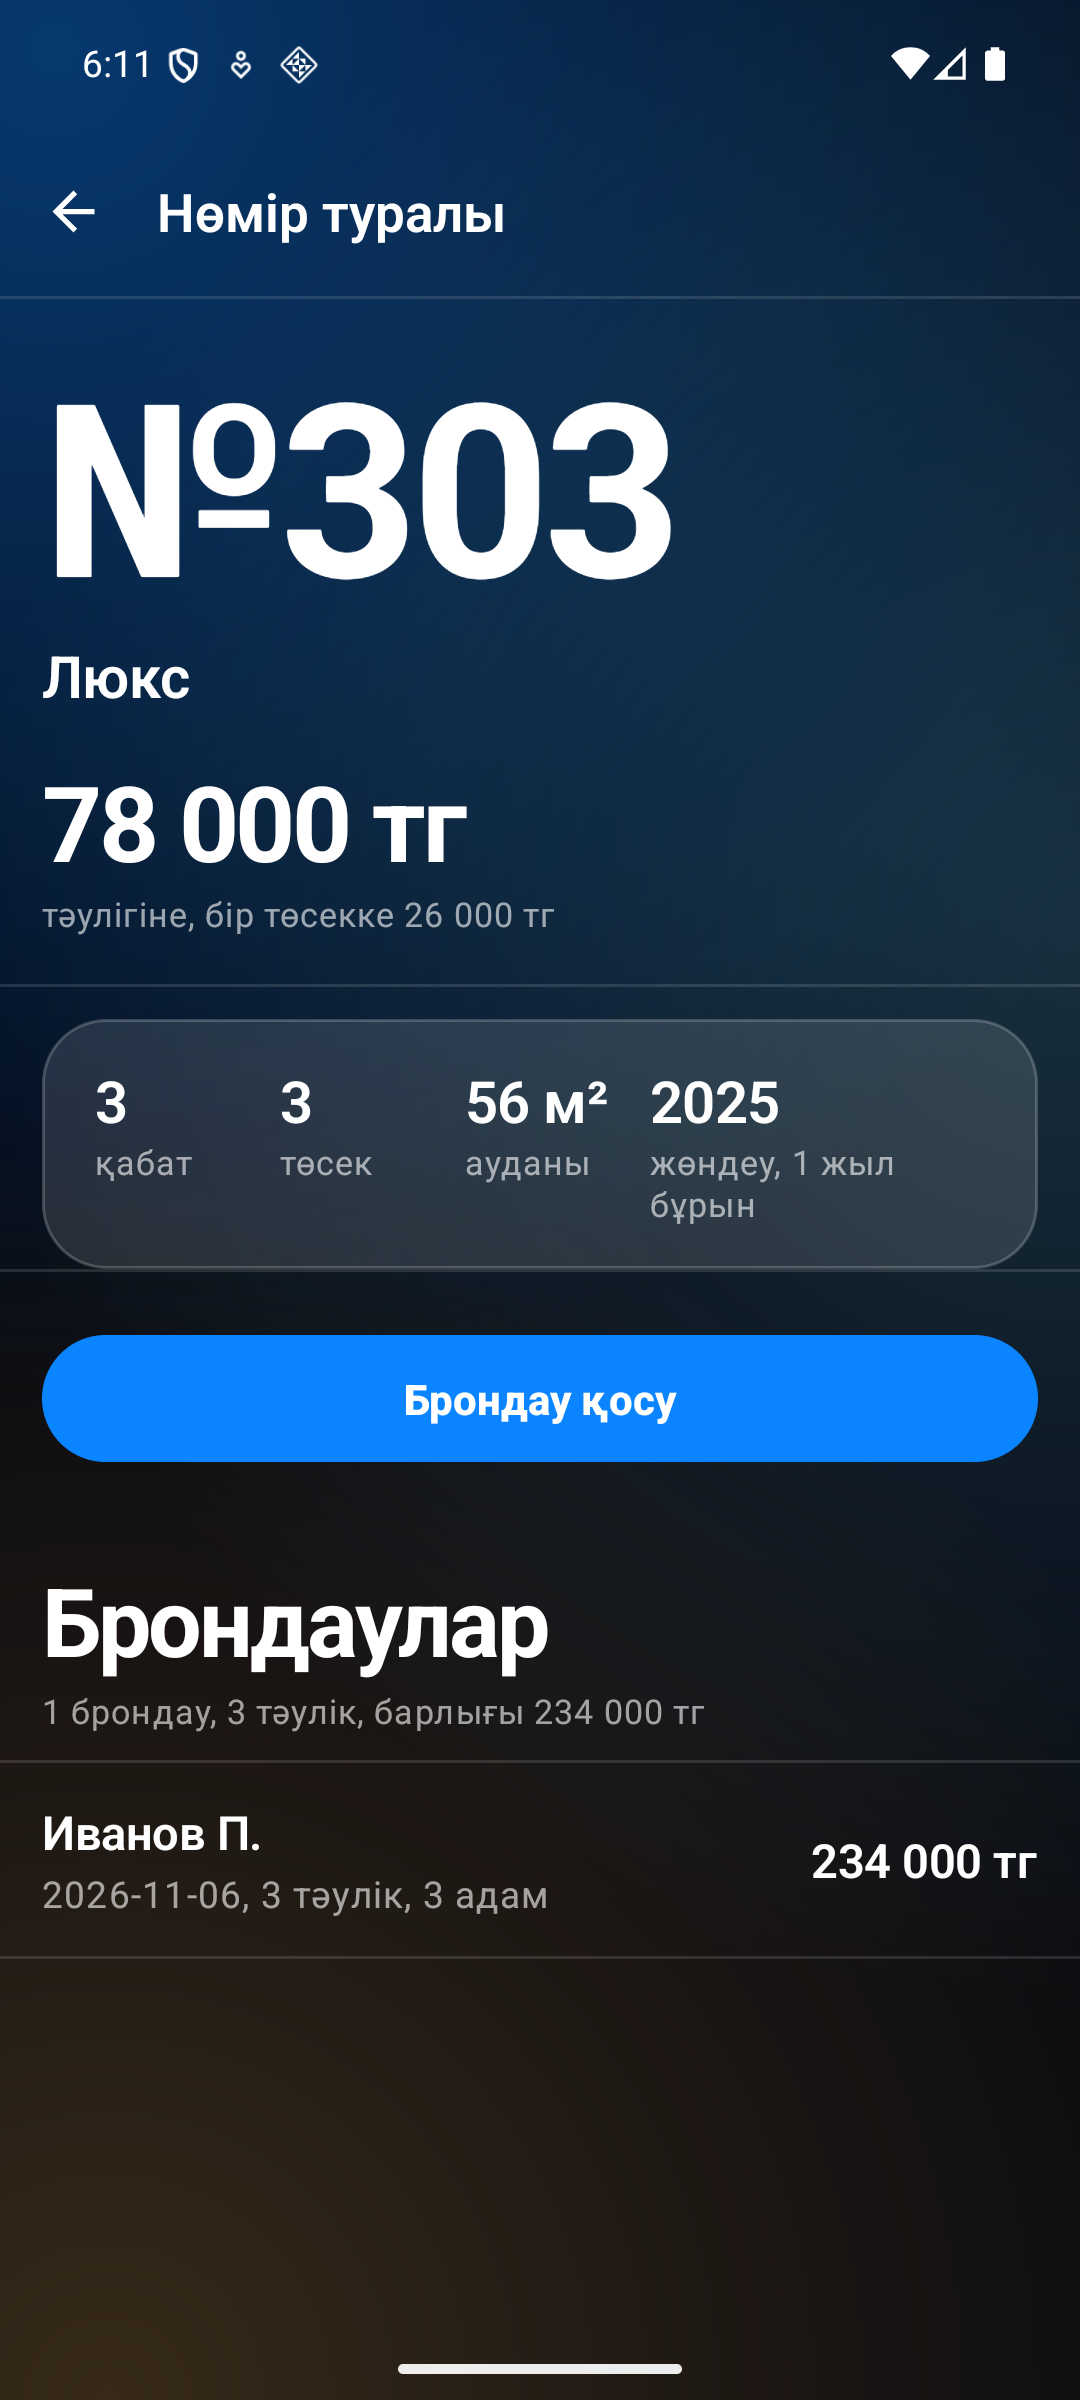 6:11
Нөмір туралы
№303
Люкс
78 000 тг
тәулігіне, бір төсекке 26 000 тг
3
қабат
3
төсек
56 м²
ауданы
2025
жөндеу, 1 жыл
бұрын
Брондау қосу
Брондаулар
1 брондау, 3 тәулік, барлығы 234 000 тг
Иванов П.
2026-11-06, 3 тәулік, 3 адам
234 000 тг